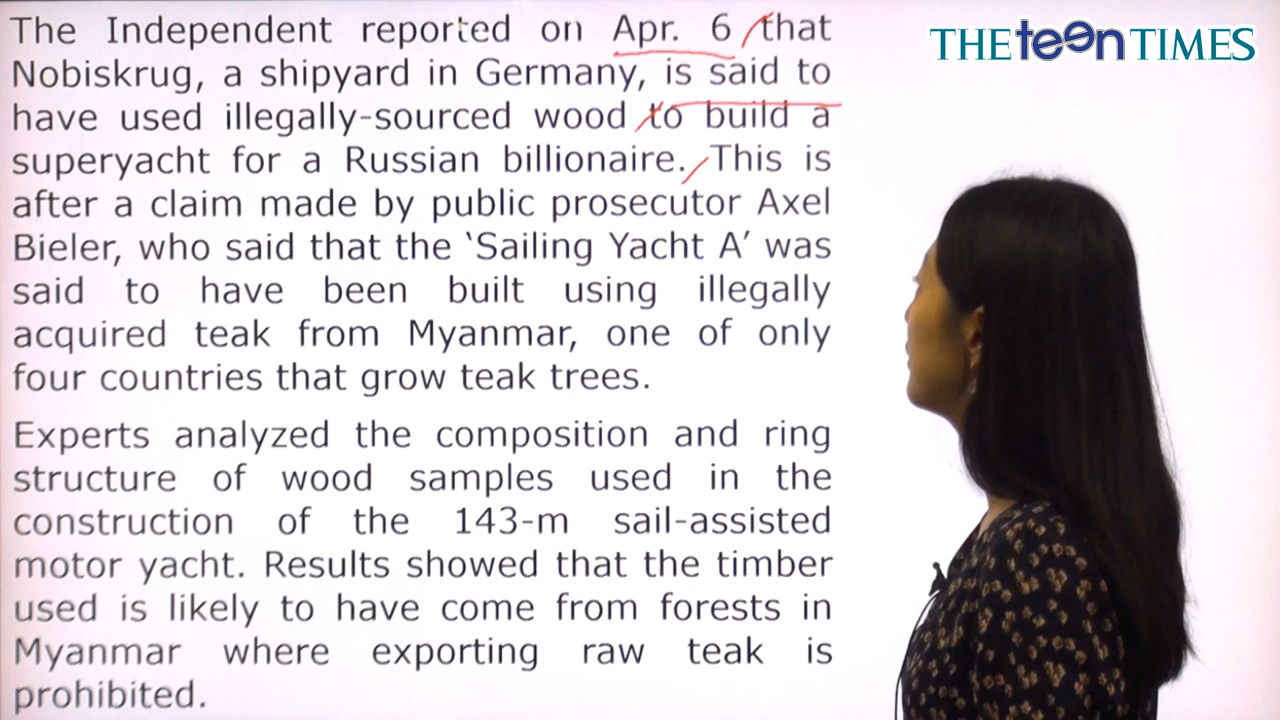 The Independent reported on Apr. 6 that
Nobiskrug, a shipyard in Germany, is said to
have used illegally-sourced wood to build a
superyacht for a Russian billionaire. This is
after a claim made by public prosecutor Axel
Bieler, who said that the ‘Sailing Yacht A’ was
said to have been built using illegally
acquired teak from Myanmar, one of only
four countries that grow teak trees.
Experts analyzed the composition and ring
structure of wood samples used in the
construction of the 143-m sail-assisted
motor yacht. Results showed that the timber
used is likely to have come from forests in
Myanmar where exporting raw teak is
prohibited.
THE teen TIMES